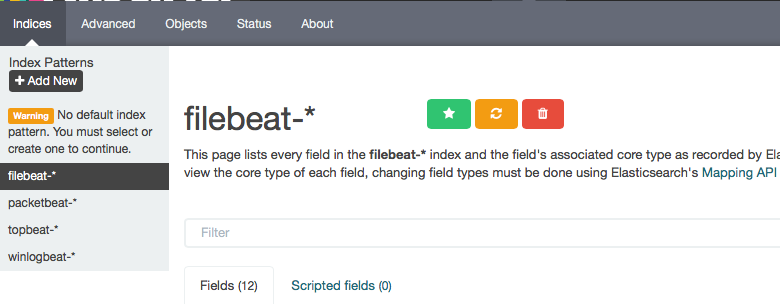 Indices Advanced Objects Status About
Index Patterns
+ Add New
Warning No default index
pattern. You must select or
create one to continue.
filebeat-*
packetbeat-*
topbeat-*
winlogbeat-*
filebeat-*
This page lists every field in the filebeat-* index and the field's associated core type as recorded by Ela
view the core type of each field, changing field types must be done using Elasticsearch's Mapping API
Filter
Fields (12) Scripted fields (0)